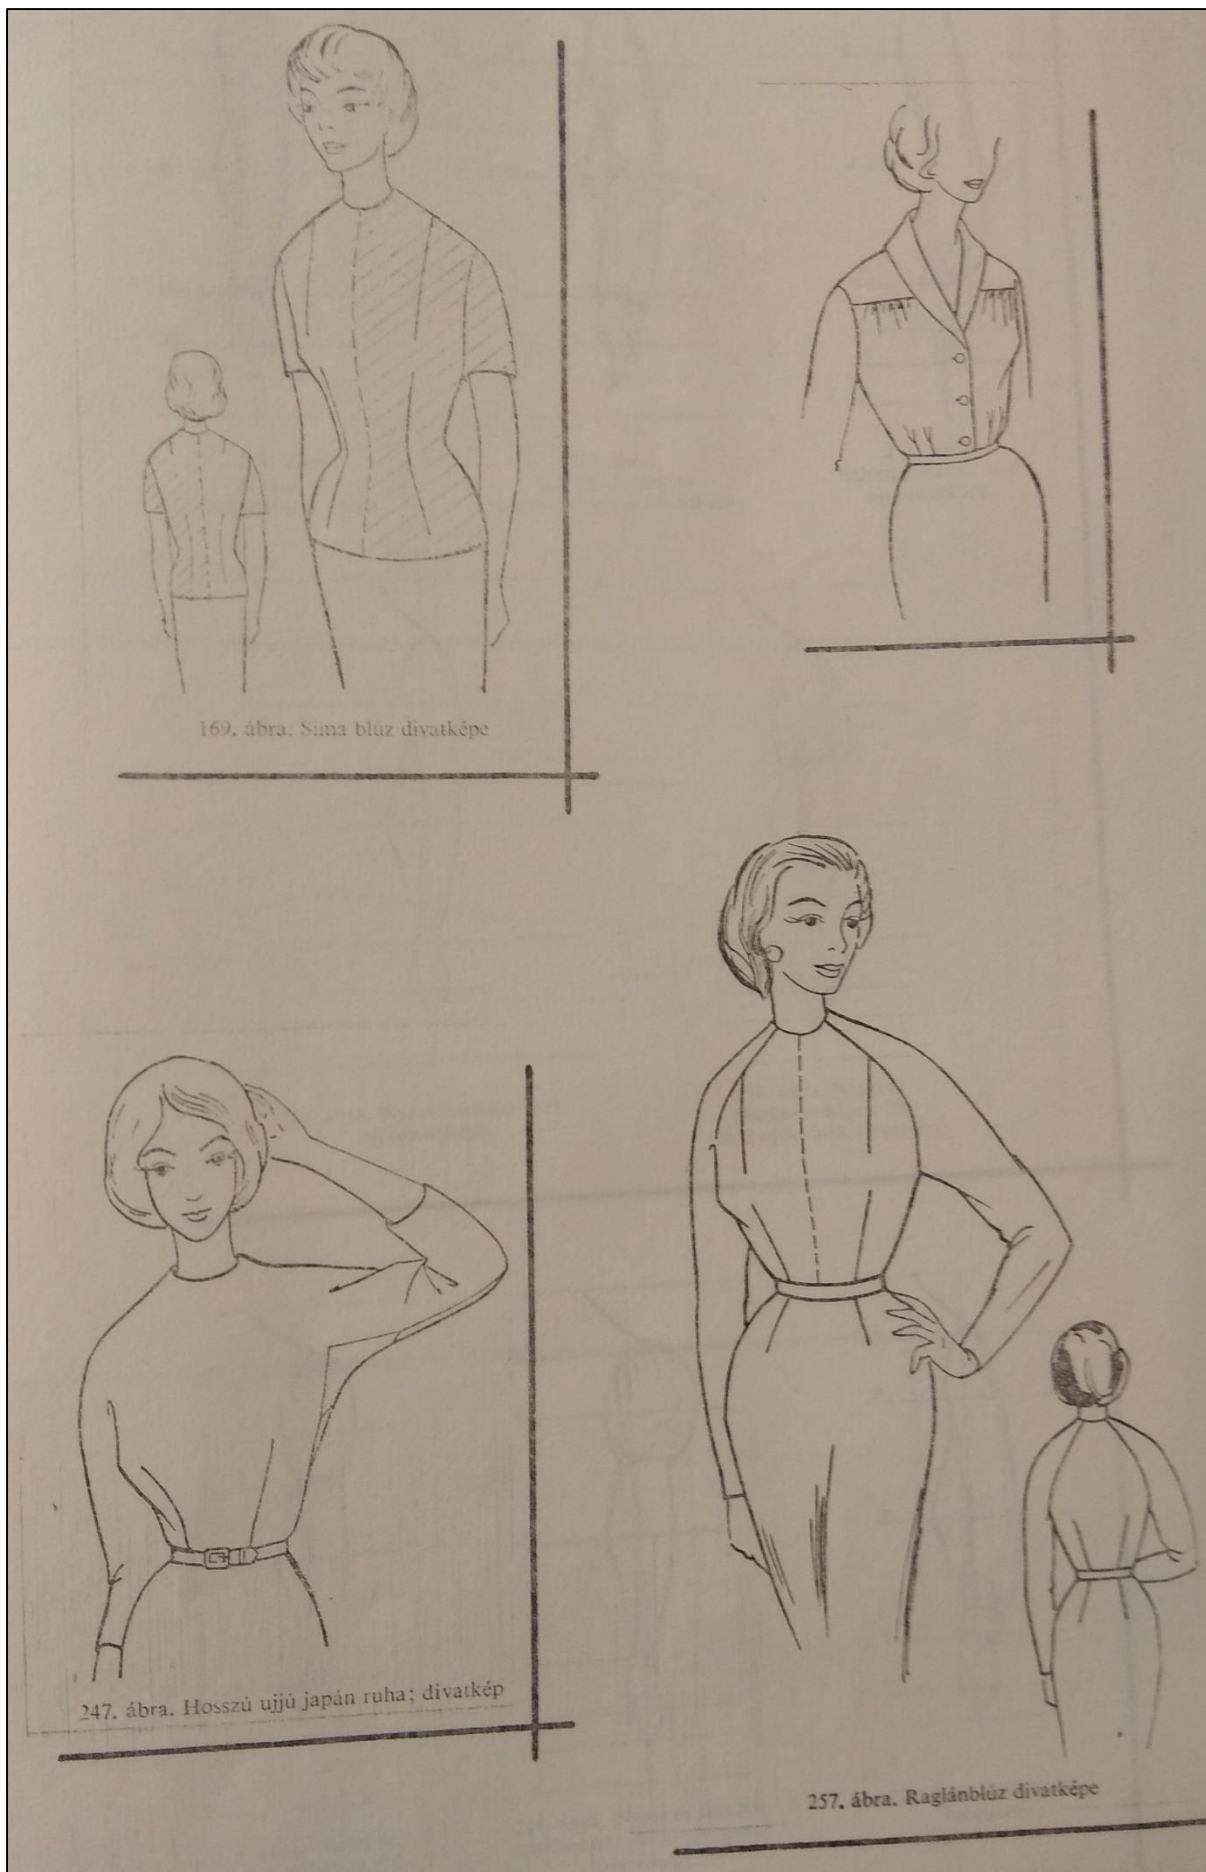 169. ábra. Sima blúz divatképe
247. ábra. Hosszú ujjú japán ruha; divatkép
257. ábra. Raglánblúz divatképe